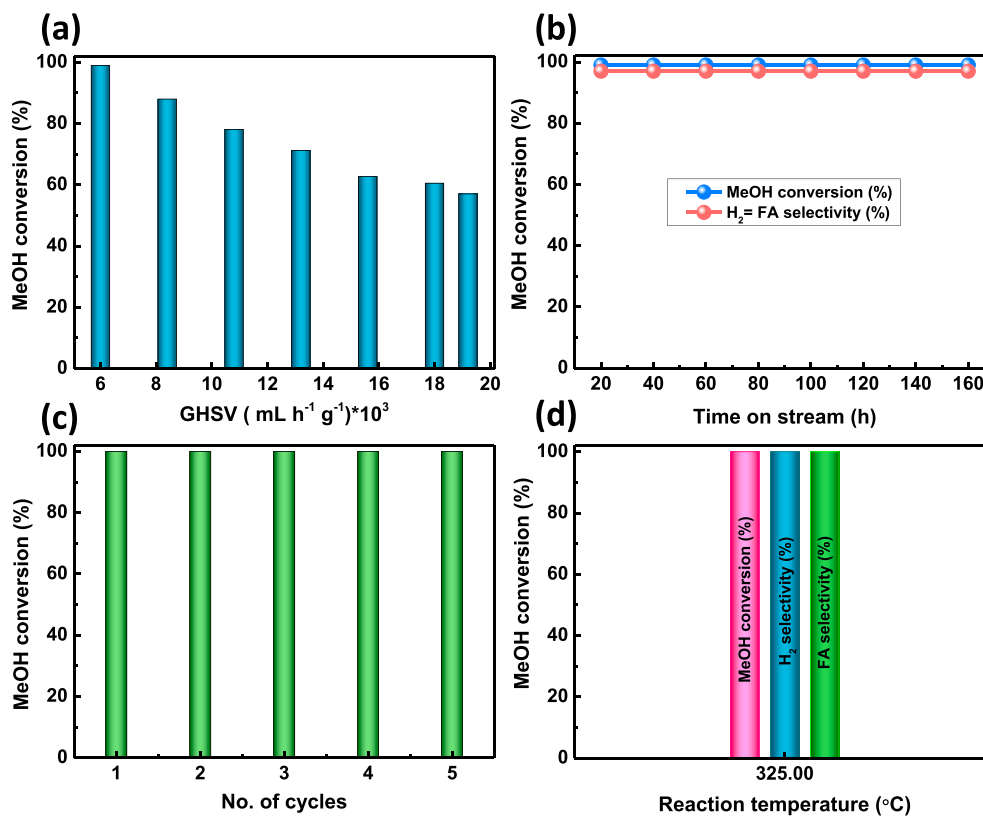 (a)
MeOH conversion (%)
100
80
60
40
20
0
6 8 10 12 14 16 18 20
GHSV ( mL h⁻¹ g⁻¹)*10³
(b)
MeOH conversion (%)
100
80
60
40
20
0
MeOH conversion (%)
H₂= FA selectivity (%)
20 40 60 80 100 120 140 160
Time on stream (h)
(c)
MeOH conversion (%)
100
80
60
40
20
0
1 2 3 4 5
No. of cycles
(d)
MeOH conversion (%)
100
80
60
40
20
0
MeOH conversion (%)
H₂ selectivity (%)
FA selectivity (%)
325.00
Reaction temperature (°C)